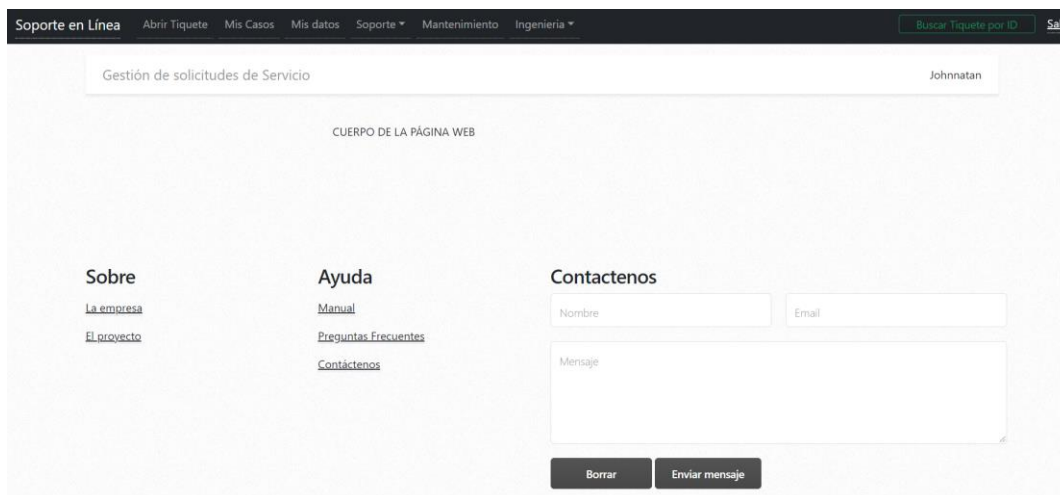 Soporte en Línea Abrir Tiquete Mis Casos Mis datos Soporte Mantenimiento Ingenieria Buscar Tiquete por ID
Gestión de solicitudes de Servicio Johnnatan
CUERPO DE LA PÁGINA WEB
Sobre Ayuda Contactenos
La empresa Manual Nombre Email
El proyecto Preguntas Frecuentes
Contáctenos Mensaje
Borrar Enviar mensaje